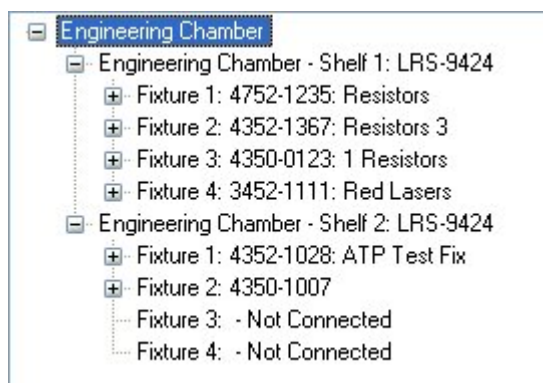 Engineering Chamber
Engineering Chamber - Shelf 1: LRS-9424
Fixture 1: 4752-1235: Resistors
Fixture 2: 4352-1367: Resistors 3
Fixture 3: 4350-0123: 1 Resistors
Fixture 4: 3452-1111: Red Lasers
Engineering Chamber - Shelf 2: LRS-9424
Fixture 1: 4352-1028: ATP Test Fix
Fixture 2: 4350-1007
Fixture 3:  - Not Connected
Fixture 4:  - Not Connected